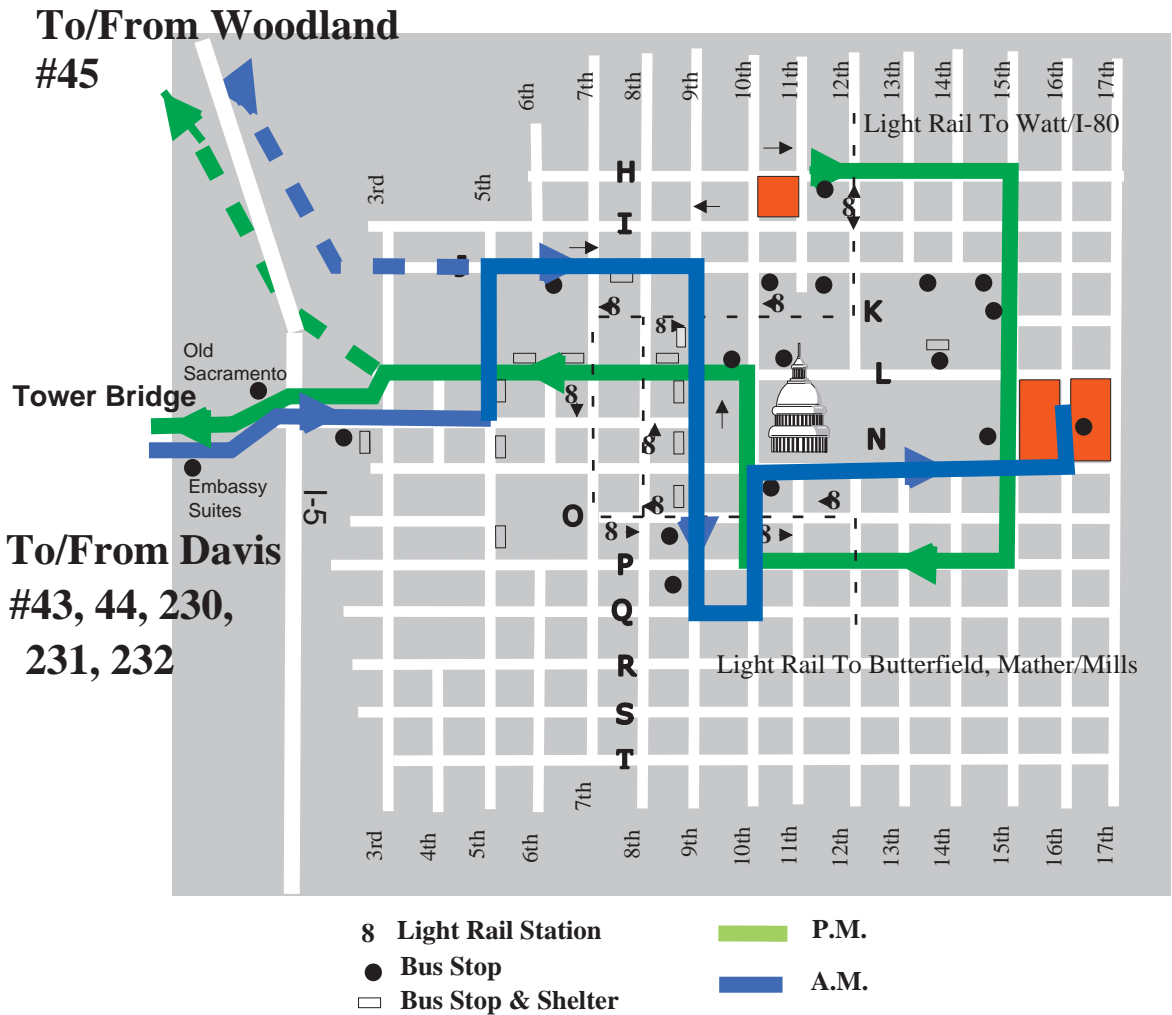 To/From Woodland
#45
6th
7th
8th
9th
10th
11th
12th
13th
14th
15th
16th
17th
Light Rail To Watt/I-80
3rd
5th
H
I
J
K
L
N
O
P
Q
R
S
T
8
8
8
8
8
8
8
8
8
8
Old
Sacramento
Tower Bridge
Embassy
Suites
I-5
To/From Davis
#43, 44, 230,
231, 232
Light Rail To Butterfield, Mather/Mills
7th
3rd
4th
5th
6th
8th
9th
10th
11th
12th
13th
14th
15th
16th
17th
8 Light Rail Station
Bus Stop
Bus Stop & Shelter
P.M.
A.M.